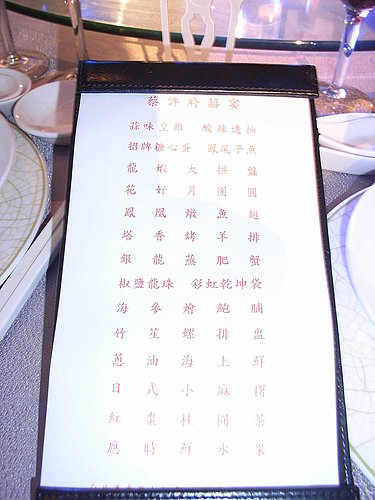 蔡許府囍宴
蒜味皇雞 酸辣透抽
招牌糖心蛋 鳳尾子魚
龍蝦大拼盤
花好月團圓
鳳凰燉魚翅
塔香烤羊排
銀龍蒸肥蟹
椒鹽龍珠 彩虹乾坤袋
海參燴鮑脯
竹笙螺排盅
蔥油海上鮮
日式小麻糬
紅棗桂圓茶
應時鮮水果